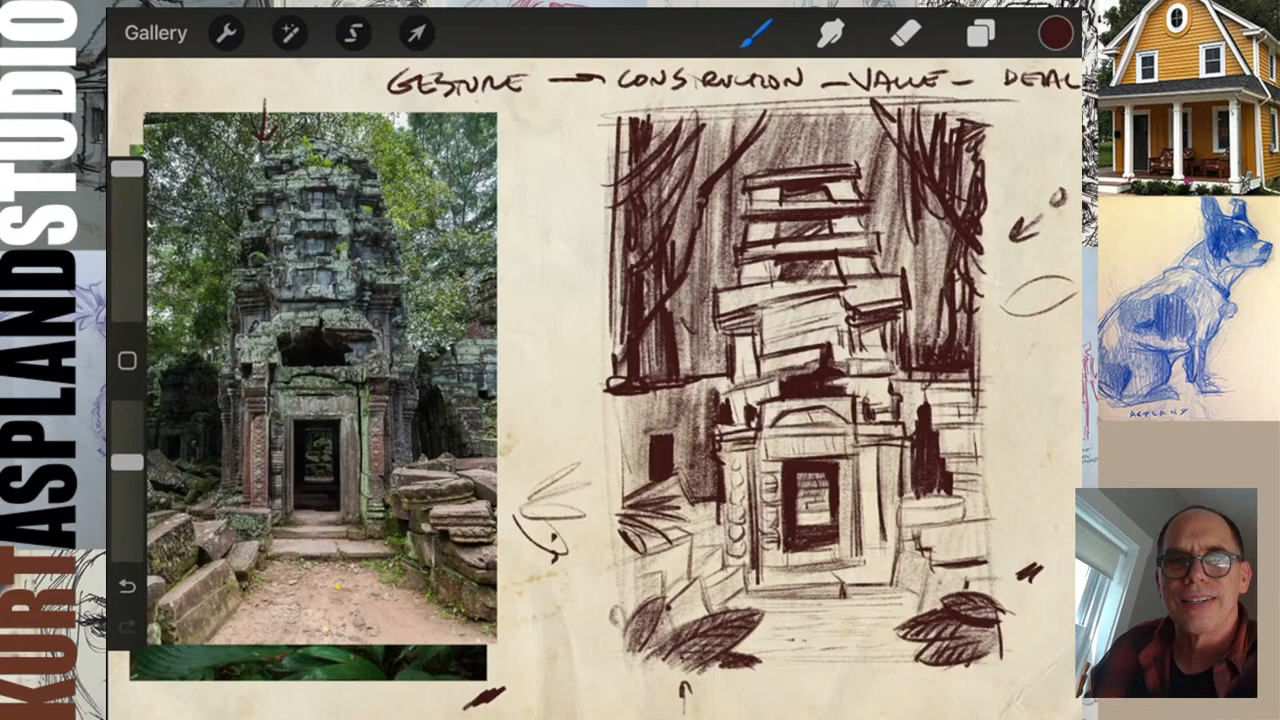 KURT ASPLAND STUDIO
Gallery
GESTURE → CONSTRUCTION - VALUE - DETAIL